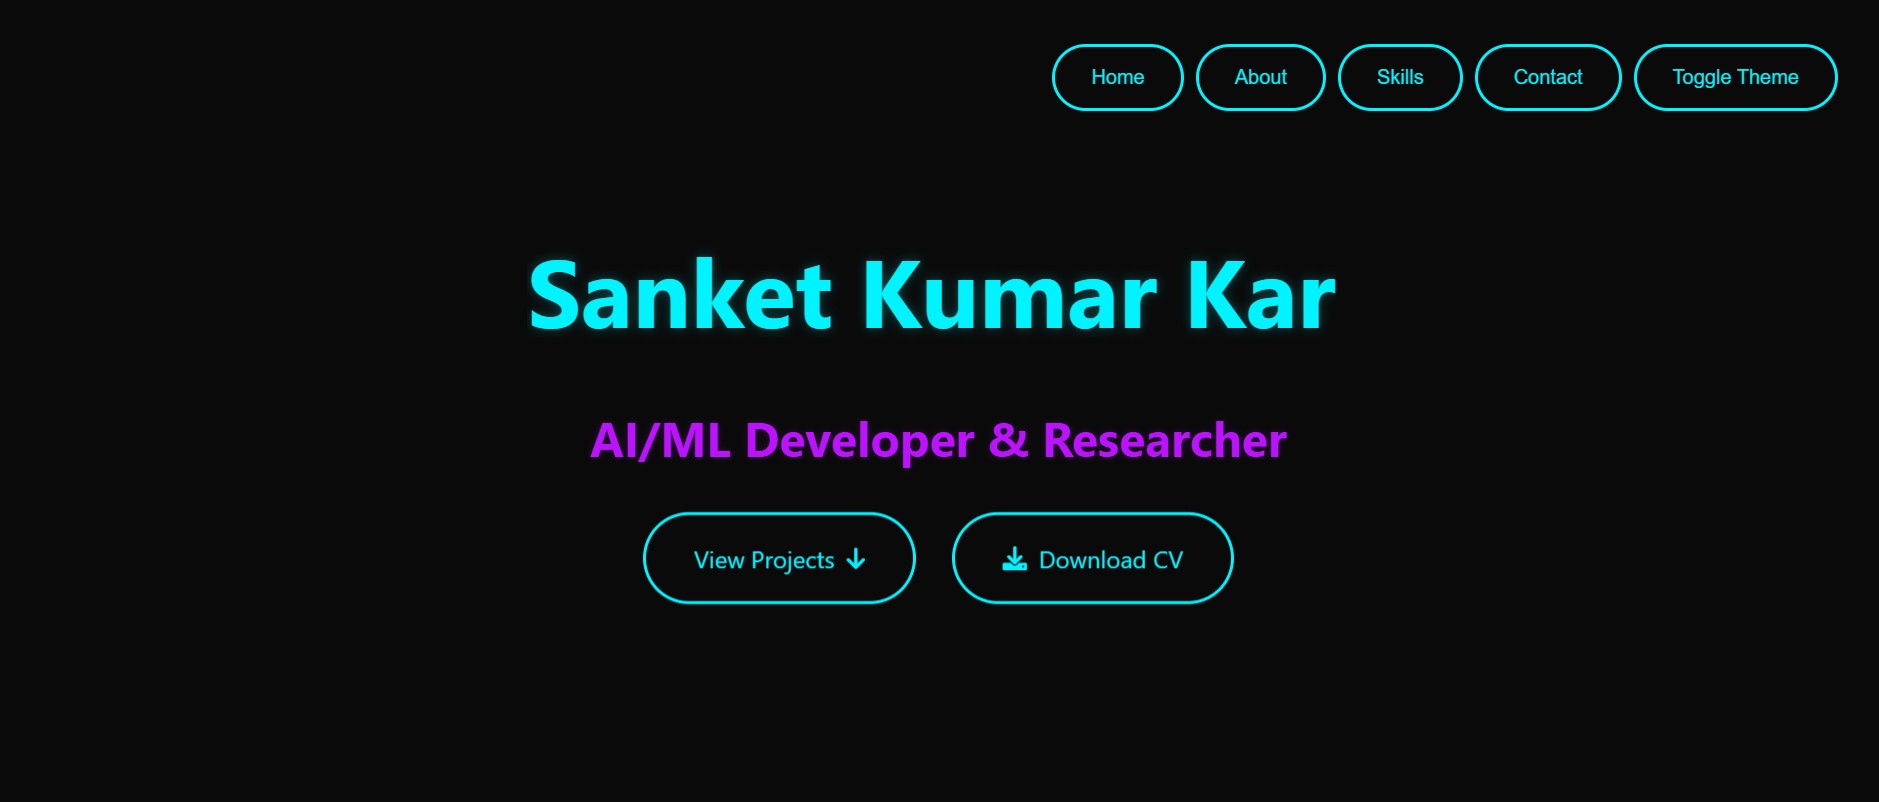 Home About Skills Contact Toggle Theme
Sanket Kumar Kar
AI/ML Developer & Researcher
View Projects Download CV